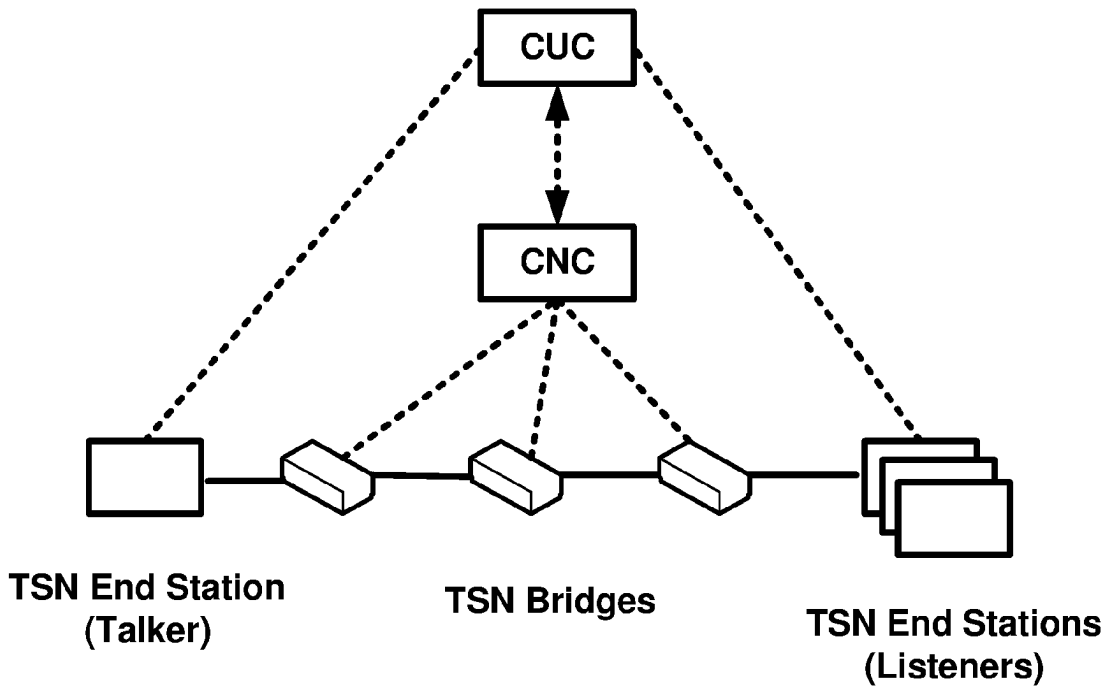 CUC
CNC
TSN End Station
(Talker)
TSN Bridges
TSN End Stations
(Listeners)